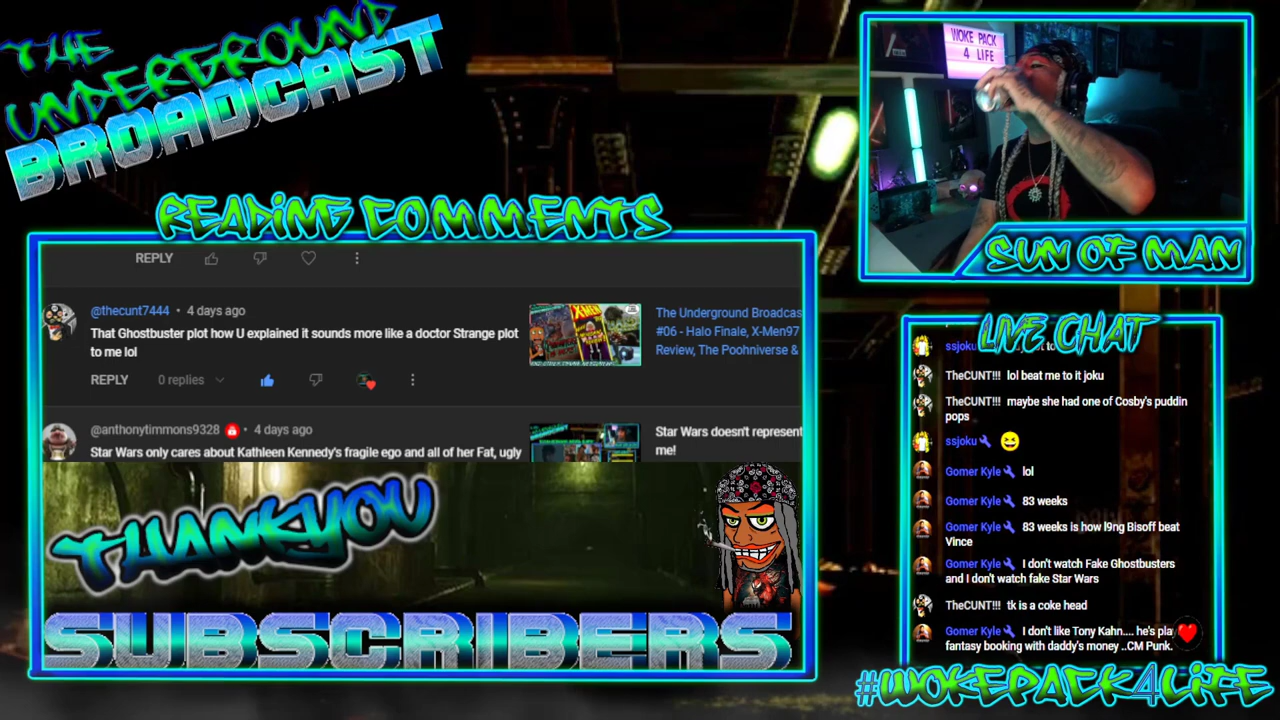 THE
UNDERGROUND
BROADCAST
WOKE PACK
4 LIFE
READING COMMENTS
SUN OF MAN
REPLY
@thecunt7444 • 4 days ago
That Ghostbuster plot how U explained it sounds more like a doctor Strange plot
to me lol
REPLY 0 replies
The Underground Broadcas
#06 - Halo Finale, X-Men97
Review, The Poohniverse &
X-MEN
@anthonytimmons9328 • 4 days ago
Star Wars only cares about Kathleen Kennedy's fragile ego and all of her Fat, ugly
Star Wars doesn't represent
me!
THANKYOU
SUBSCRIBERS
LIVE CHAT
ssjoku
TheCUNT!!! lol beat me to it joku
TheCUNT!!! maybe she had one of Cosby's puddin
pops
ssjoku 😆
Gomer Kyle lol
Gomer Kyle 83 weeks
Gomer Kyle 83 weeks is how l9ng Bisoff beat
Vince
Gomer Kyle I don't watch Fake Ghostbusters
and I don't watch fake Star Wars
TheCUNT!!! tk is a coke head
Gomer Kyle I don't like Tony Kahn.... he's pla
fantasy booking with daddy's money ..CM Punk.
#WOKEPACK4LIFE